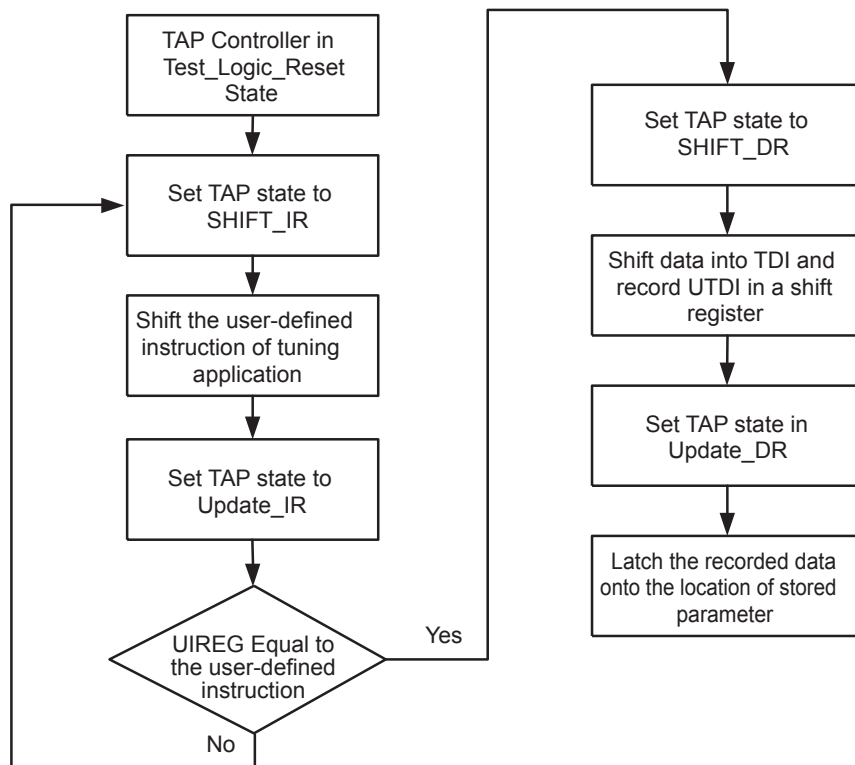 TAP Controller in
Test_Logic_Reset
State
Set TAP state to
SHIFT_IR
Shift the user-defined
instruction of tuning
application
Set TAP state to
Update_IR
UIREG Equal to
the user-defined
instruction
No
Yes
Set TAP state to
SHIFT_DR
Shift data into TDI and
record UTDI in a shift
register
Set TAP state in
Update_DR
Latch the recorded data
onto the location of stored
parameter